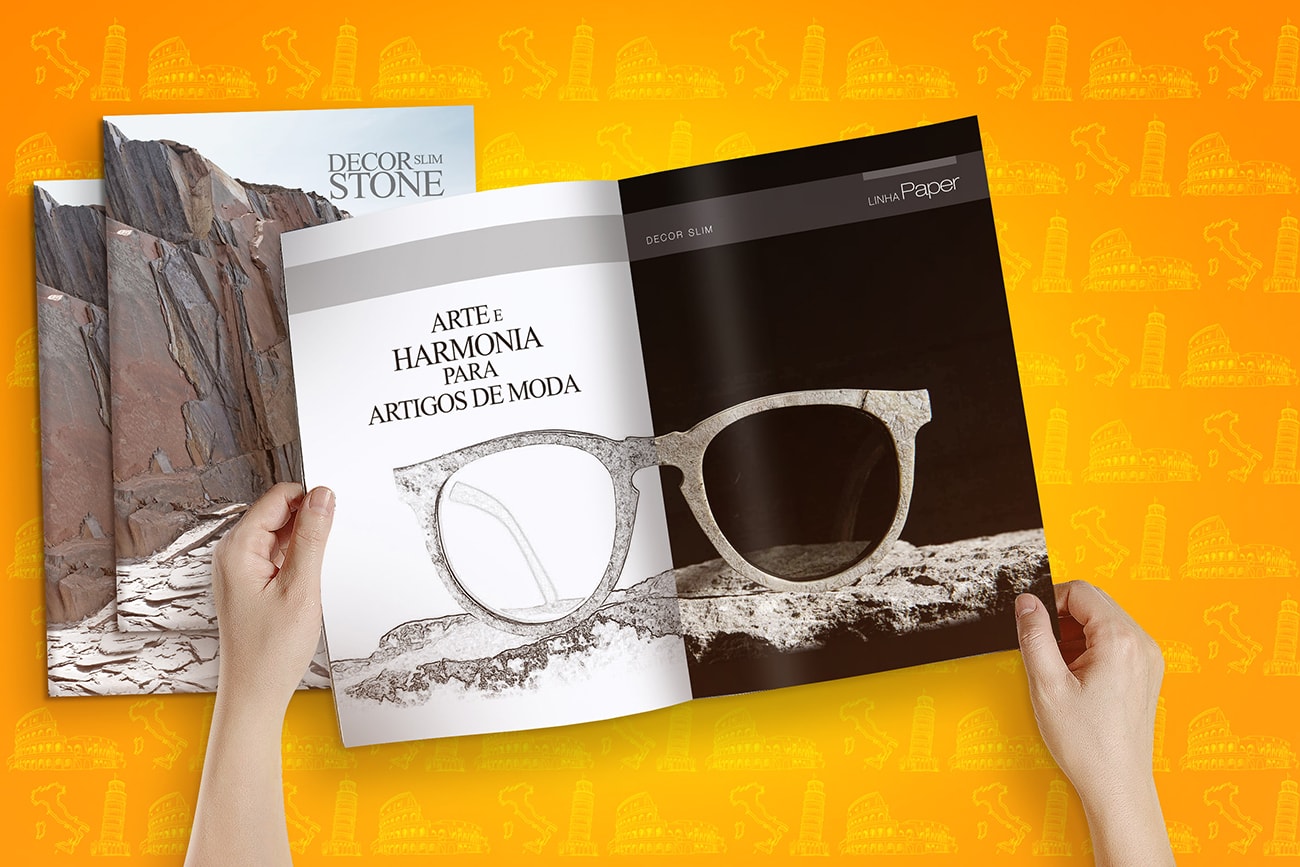 DECOR SLIM
STONE
LINHA Paper
DECOR SLIM
ARTE E
HARMONIA
PARA
ARTIGOS DE MODA